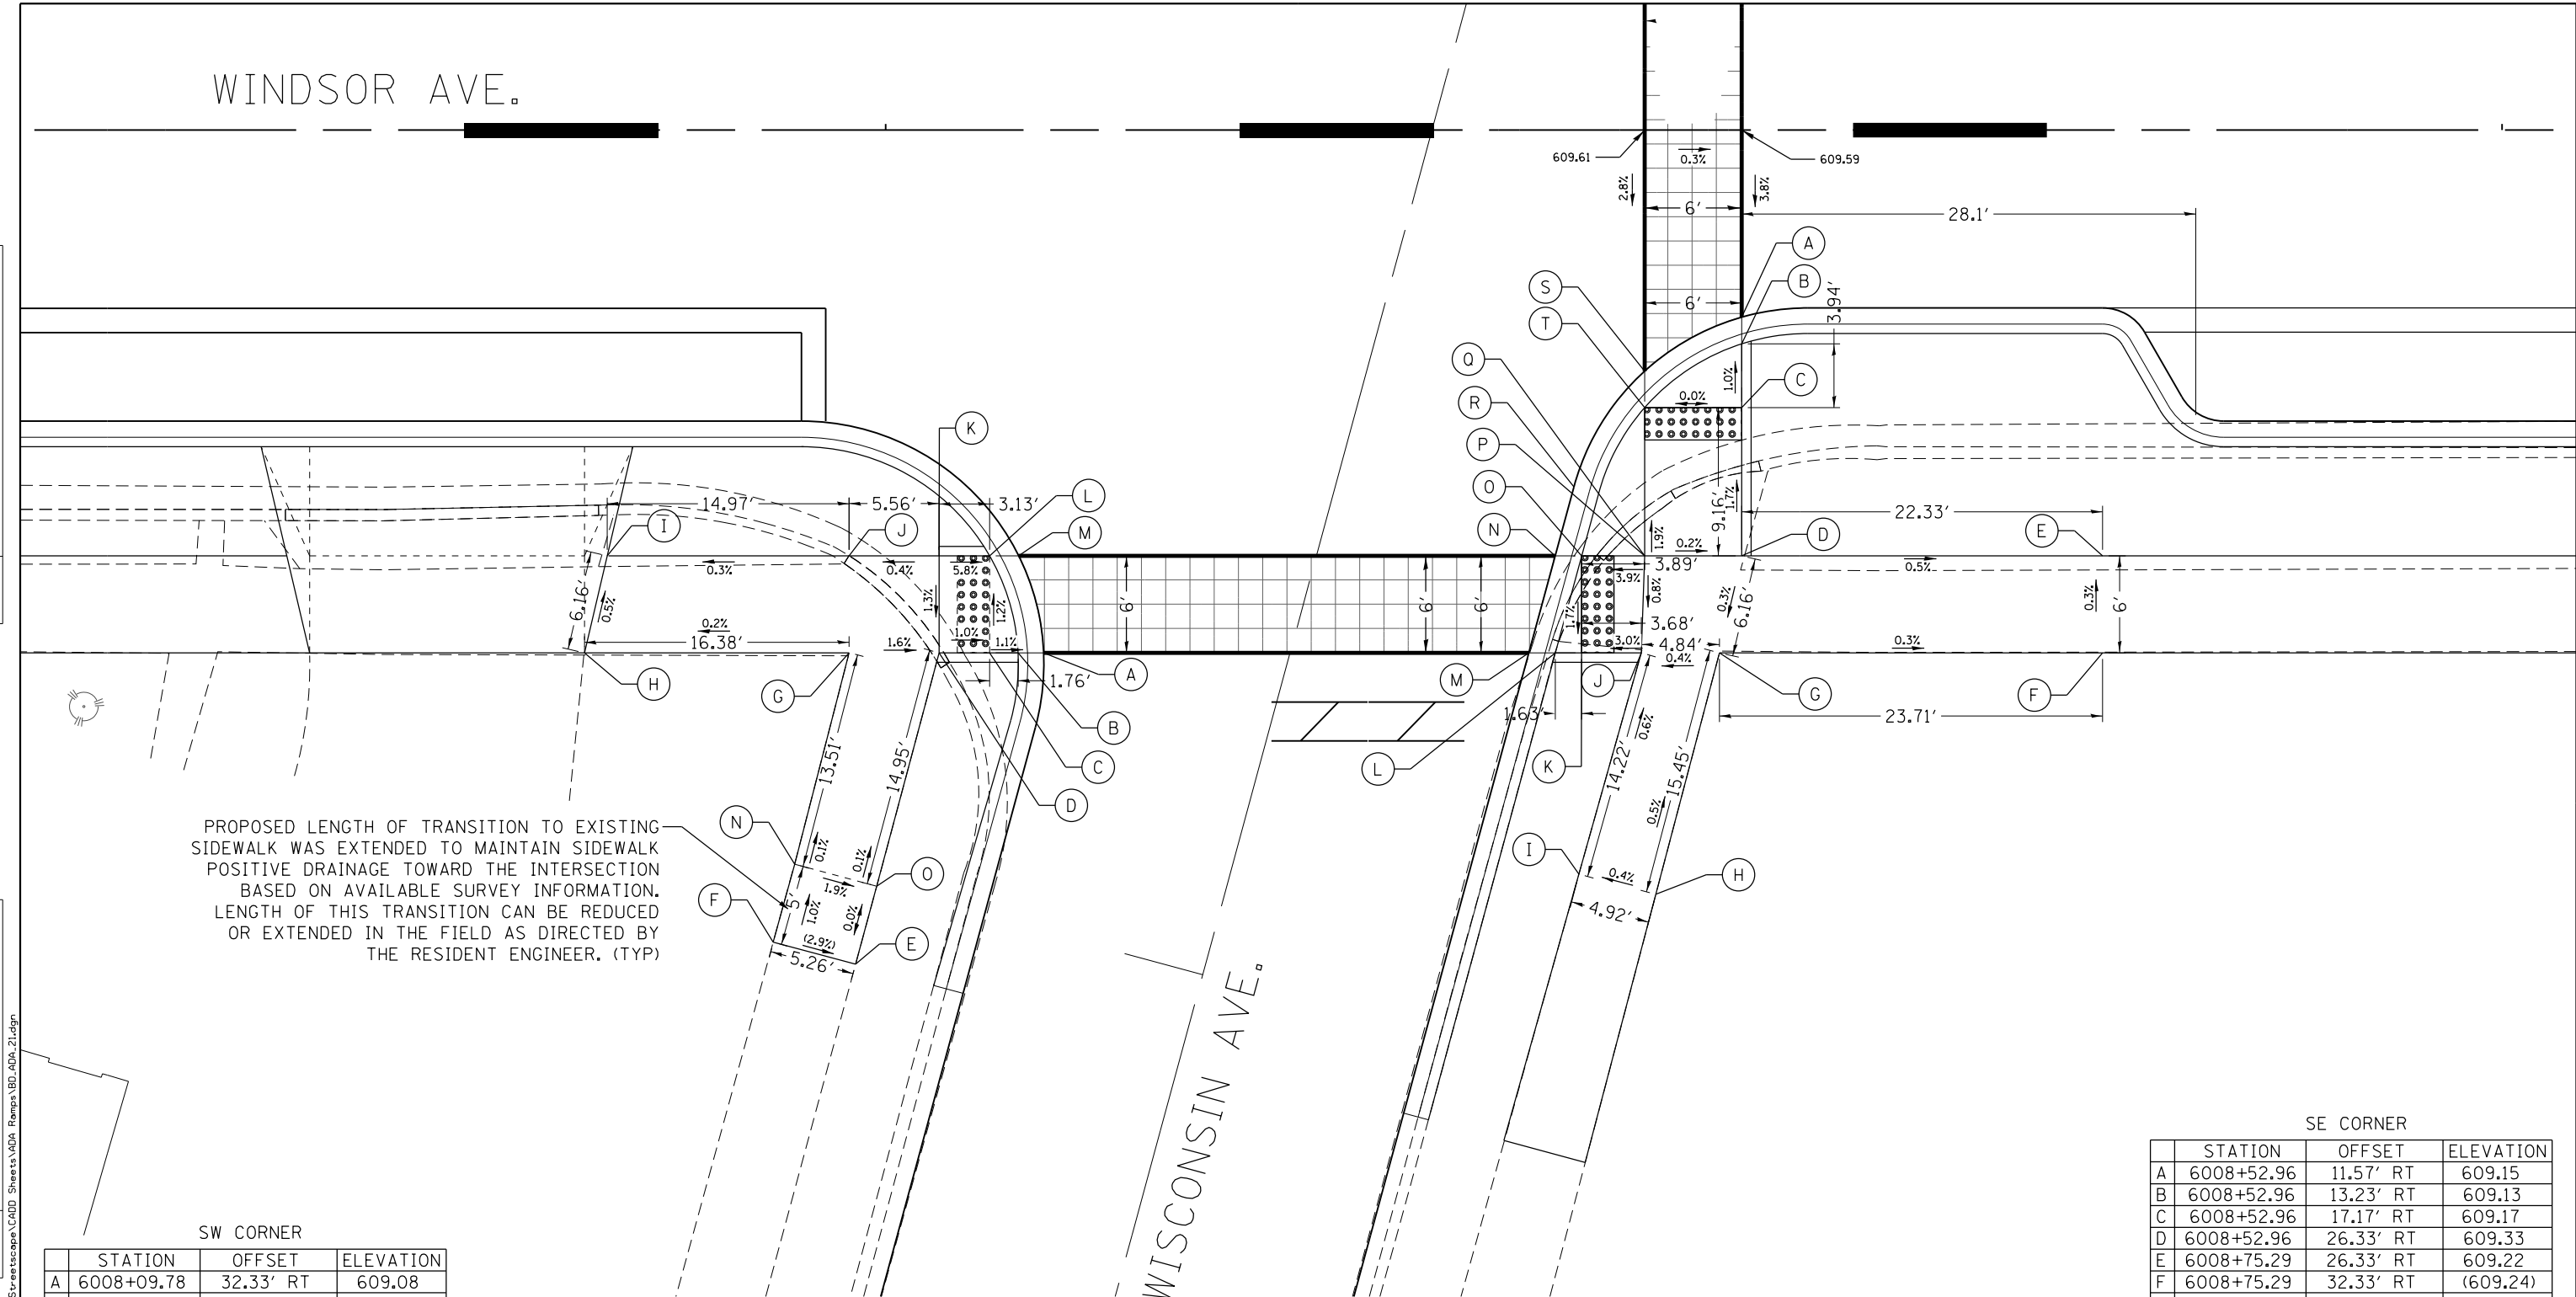 WINDSOR AVE.
609.61
0.3%
609.59
2.8%
3.8%
6'
28.1'
A
B
S
6'
3.94'
T
Q
1.0%
C
R
0.0%
K
P
14.97'
5.56'
3.13'
L
O
9.16'
1.7%
22.33'
I
J
M
N
1.9%
0.2%
D
E
0.3%
0.4%
5.8%
3.89'
0.5%
6.16'
0.5%
1.3%
1.2%
6'
6'
6'
3.9%
0.8%
0.3%
6.16'
0.3%
6'
1.7%
3.68'
0.2%
16.38'
1.6%
1.0%
1.1%
3.0%
4.84'
0.4%
0.3%
H
G
1.76'
A
M
J
G
F
1.63'
23.71'
B
0.6%
13.51'
14.95'
C
L
K
14.22'
15.45'
D
0.5%
PROPOSED LENGTH OF TRANSITION TO EXISTING
SIDEWALK WAS EXTENDED TO MAINTAIN SIDEWALK
POSITIVE DRAINAGE TOWARD THE INTERSECTION
BASED ON AVAILABLE SURVEY INFORMATION.
LENGTH OF THIS TRANSITION CAN BE REDUCED
OR EXTENDED IN THE FIELD AS DIRECTED BY
THE RESIDENT ENGINEER. (TYP)
N
0.1%
0.1%
I
O
H
1.9%
0.4%
5'
1.0%
0.0%
F
4.92'
(2.9%)
E
5.26'
WISCONSIN AVE.
Streetscape\CADD Sheets\ADA Ramps\BD_ADA_21.dgn
SE CORNER
STATION OFFSET ELEVATION
A 6008+52.96 11.57' RT 609.15
B 6008+52.96 13.23' RT 609.13
C 6008+52.96 17.17' RT 609.17
D 6008+52.96 26.33' RT 609.33
E 6008+75.29 26.33' RT 609.22
F 6008+75.29 32.33' RT (609.24)
SW CORNER
STATION OFFSET ELEVATION
A 6008+09.78 32.33' RT 609.08